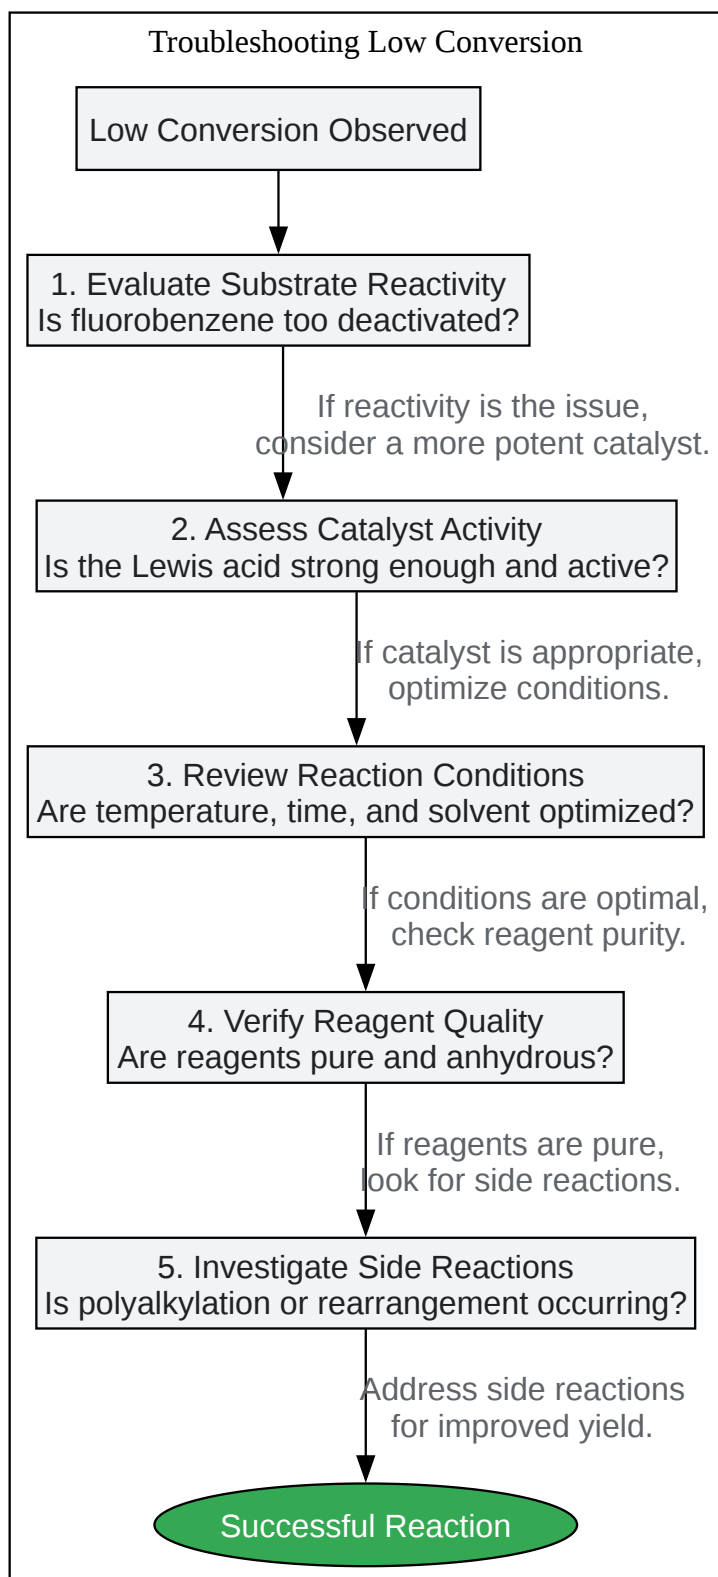 Troubleshooting Low Conversion
Low Conversion Observed
1. Evaluate Substrate Reactivity
Is fluorobenzene too deactivated?
If reactivity is the issue,
consider a more potent catalyst.
2. Assess Catalyst Activity
Is the Lewis acid strong enough and active?
If catalyst is appropriate,
optimize conditions.
3. Review Reaction Conditions
Are temperature, time, and solvent optimized?
If conditions are optimal,
check reagent purity.
4. Verify Reagent Quality
Are reagents pure and anhydrous?
If reagents are pure,
look for side reactions.
5. Investigate Side Reactions
Is polyalkylation or rearrangement occurring?
Address side reactions
for improved yield.
Successful Reaction